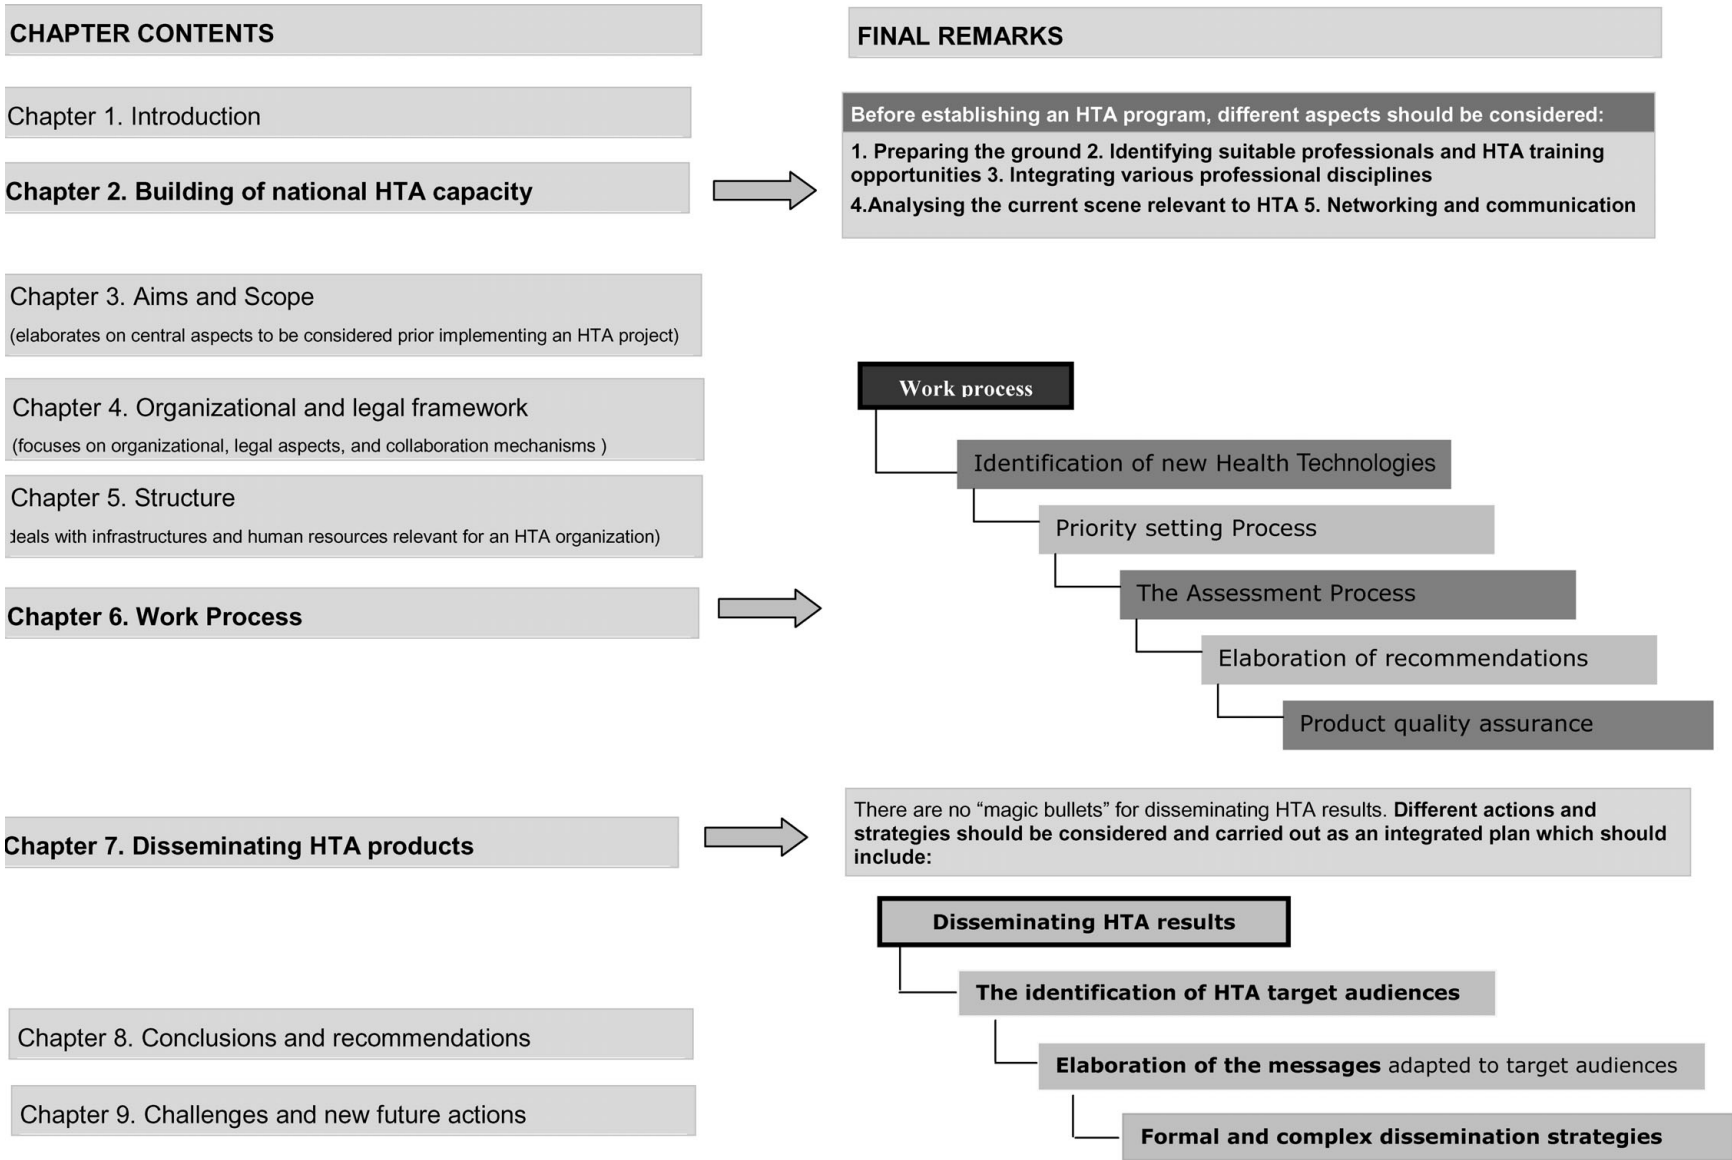 CHAPTER CONTENTS
Chapter 1. Introduction
Chapter 2. Building of national HTA capacity
Chapter 3. Aims and Scope
(elaborates on central aspects to be considered prior implementing an HTA project)
Chapter 4. Organizational and legal framework
(focuses on organizational, legal aspects, and collaboration mechanisms )
Chapter 5. Structure
deals with infrastructures and human resources relevant for an HTA organization)
Chapter 6. Work Process
Chapter 7. Disseminating HTA products
Chapter 8. Conclusions and recommendations
Chapter 9. Challenges and new future actions
FINAL REMARKS
Before establishing an HTA program, different aspects should be considered:
1. Preparing the ground 2. Identifying suitable professionals and HTA training
opportunities 3. Integrating various professional disciplines
4.Analysing the current scene relevant to HTA 5. Networking and communication
Work process
Identification of new Health Technologies
Priority setting Process
The Assessment Process
Elaboration of recommendations
Product quality assurance
There are no “magic bullets” for disseminating HTA results. Different actions and
strategies should be considered and carried out as an integrated plan which should
include:
Disseminating HTA results
The identification of HTA target audiences
Elaboration of the messages adapted to target audiences
Formal and complex dissemination strategies